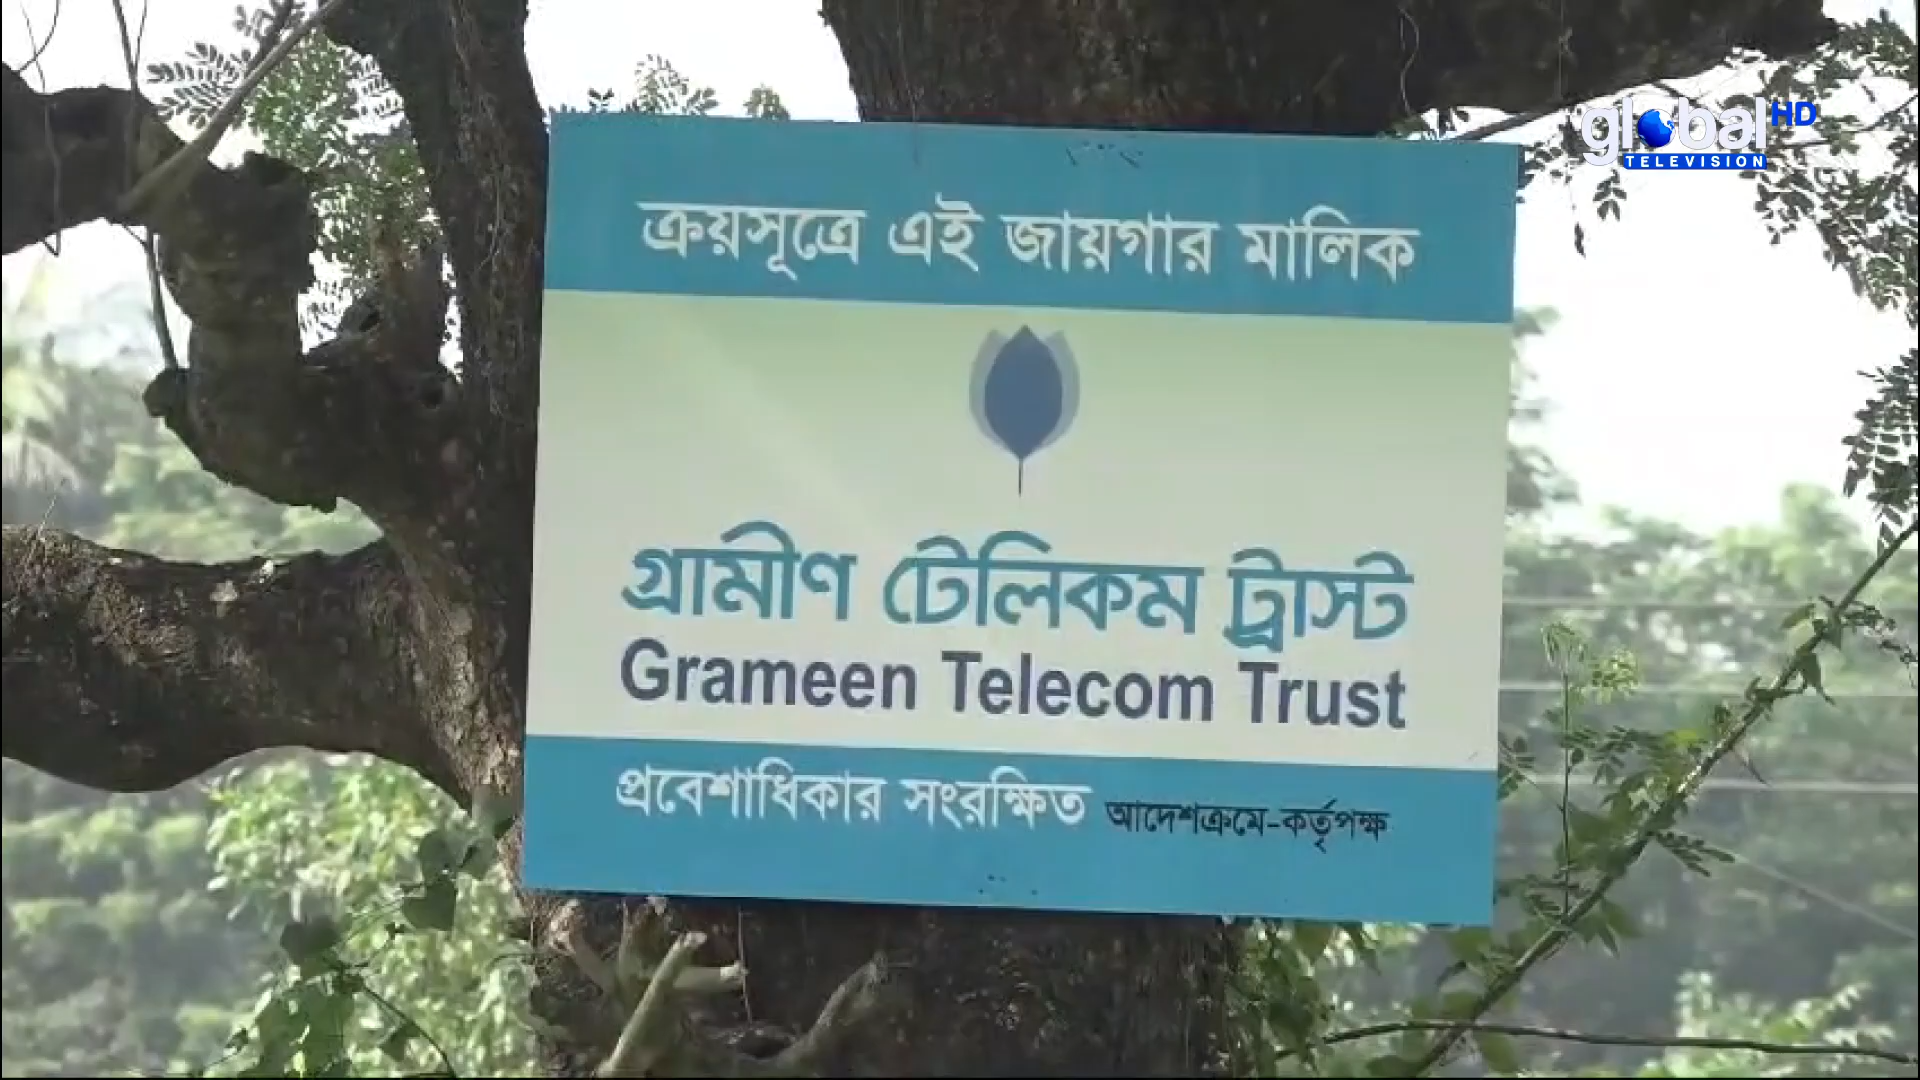 global HD
TELEVISION
ক্রয়সূত্রে এই জায়গার মালিক
গ্রামীণ টেলিকম ট্রাস্ট
Grameen Telecom Trust
প্রবেশাধিকার সংরক্ষিত আদেশক্রমে-কর্তৃপক্ষ